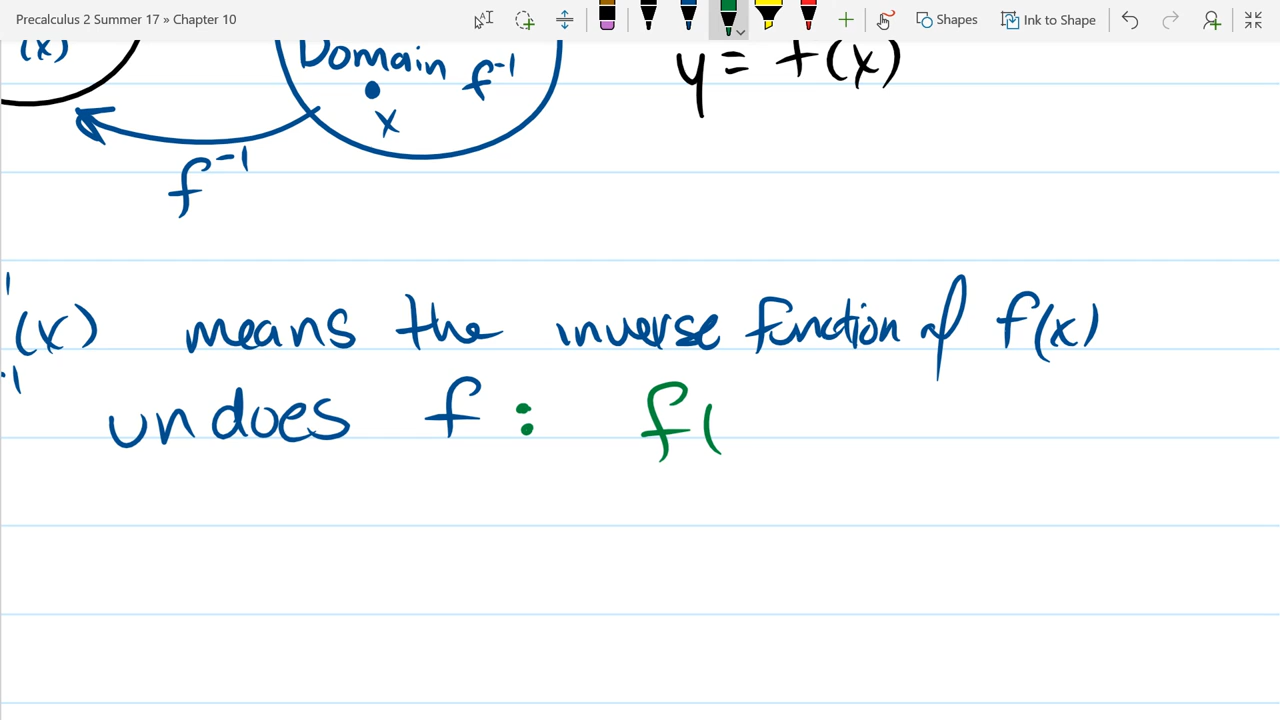 Precalculus 2 Summer 17 » Chapter 10
Shapes
Ink to Shape
(x)
Domain f⁻¹
x
y = f(x)
f⁻¹
(x) means the inverse function of f(x)
undoes f : f(